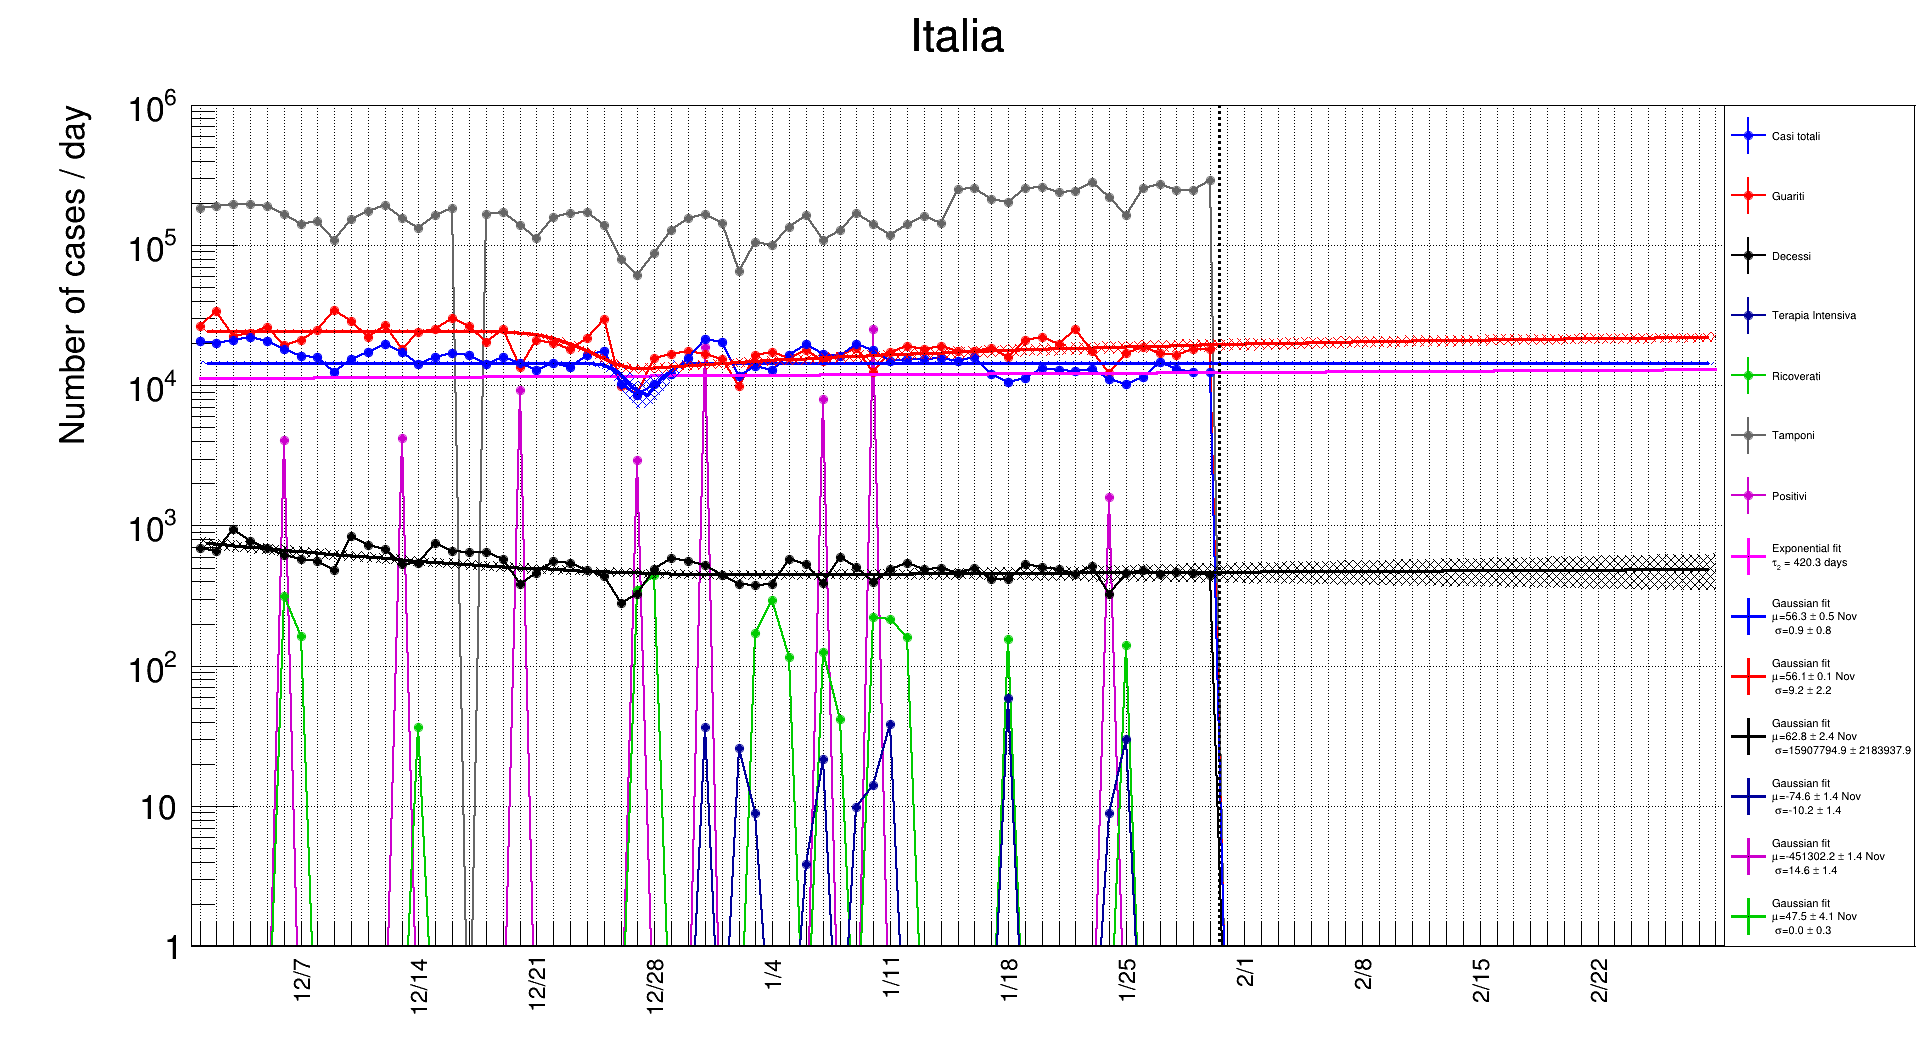 Italia
Number of cases / day
10^6
10^5
10^4
10^3
10^2
10
1
12/7
12/14
12/21
12/28
1/4
1/11
1/18
1/25
2/1
2/8
2/15
2/22
Casi totali
Guariti
Decessi
Terapia Intensiva
Ricoverati
Tamponi
Positivi
Exponential fit
τ₂ = 420.3 days
Gaussian fit
μ=56.3 ± 0.5 Nov
σ=0.9 ± 0.8
Gaussian fit
μ=56.1 ± 0.1 Nov
σ=9.2 ± 2.2
Gaussian fit
μ=62.8 ± 2.4 Nov
σ=15907794.9 ± 2183937.9
Gaussian fit
μ=-74.6 ± 1.4 Nov
σ=-10.2 ± 1.4
Gaussian fit
μ=-451302.2 ± 1.4 Nov
σ=14.6 ± 1.4
Gaussian fit
μ=47.5 ± 4.1 Nov
σ=0.0 ± 0.3